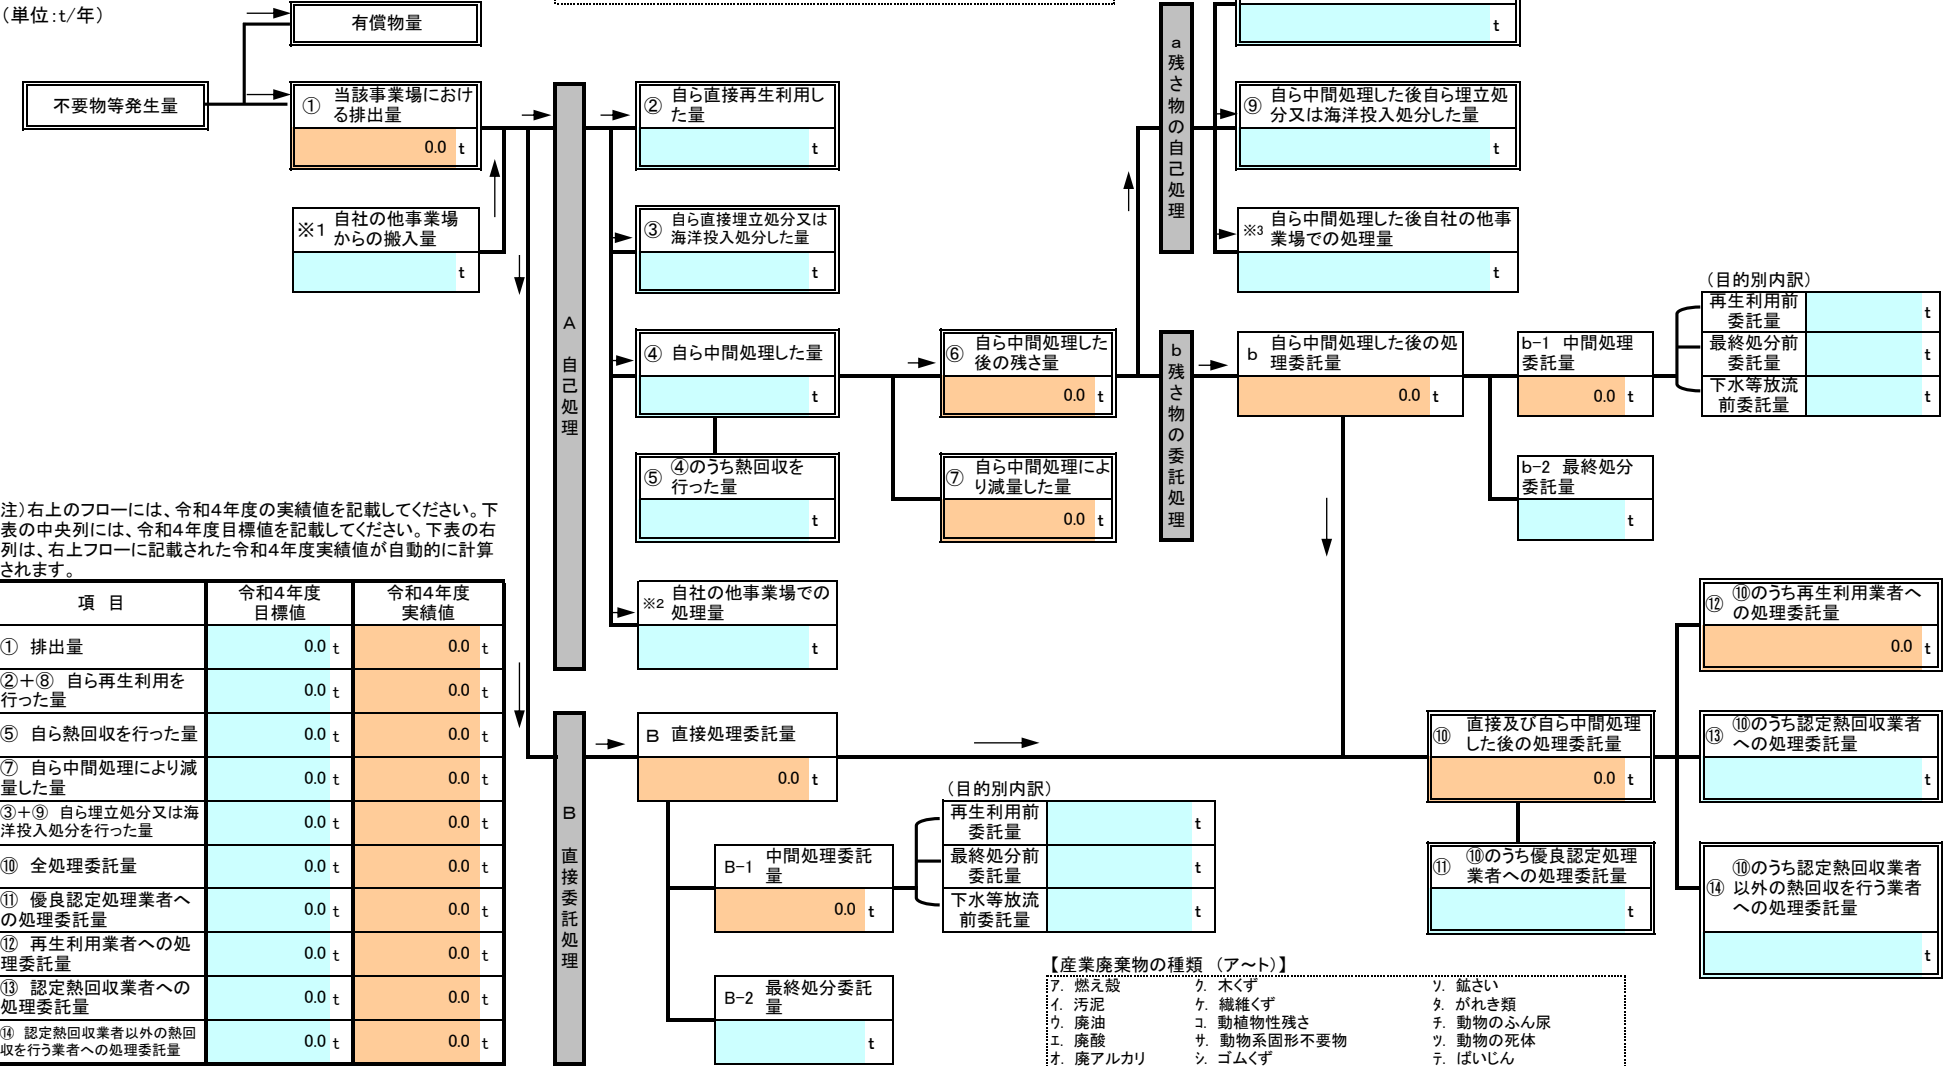 （単位：t/年）
有償物量
不要物等発生量
① 当該事業場におけ
る排出量
0.0 t
※1 自社の他事業場
からの搬入量
t
A
自己処理
② 自ら直接再生利用し
た量
t
③ 自ら直接埋立処分又は
海洋投入処分した量
t
④ 自ら中間処理した量
t
⑤ ④のうち熱回収を
行った量
t
※2 自社の他事業場での
処理量
t
⑥ 自ら中間処理した
後の残さ量
0.0 t
⑦ 自ら中間処理によ
り減量した量
0.0 t
a
残さ物の自己処理
t
⑨ 自ら中間処理した後自ら埋立処
分又は海洋投入処分した量
t
※3 自ら中間処理した後自社の他事
業場での処理量
t
b
残さ物の委託処理
b 自ら中間処理した後の処
理委託量
0.0 t
b-1 中間処理
委託量
0.0 t
b-2 最終処分
委託量
t
（目的別内訳）
再生利用前
委託量
t
最終処分前
委託量
t
下水等放流
前委託量
t
注）右上のフローには、令和4年度の実績値を記載してください。下
表の中央列には、令和4年度目標値を記載してください。下表の右
列は、右上フローに記載された令和4年度実績値が自動的に計算
されます。
項 目
令和4年度
目標値
令和4年度
実績値
① 排出量
0.0 t 0.0 t
②＋⑧ 自ら再生利用を
行った量
0.0 t 0.0 t
⑤ 自ら熱回収を行った量
0.0 t 0.0 t
⑦ 自ら中間処理により減
量した量
0.0 t 0.0 t
③＋⑨ 自ら埋立処分又は海
洋投入処分を行った量
0.0 t 0.0 t
⑩ 全処理委託量
0.0 t 0.0 t
⑪ 優良認定処理業者へ
の処理委託量
0.0 t 0.0 t
⑫ 再生利用業者への処
理委託量
0.0 t 0.0 t
⑬ 認定熱回収業者への
処理委託量
0.0 t 0.0 t
⑭ 認定熱回収業者以外の熱回
収を行う業者への処理委託量
0.0 t 0.0 t
B
直接委託処理
B 直接処理委託量
0.0 t
B-1 中間処理委託
量
0.0 t
B-2 最終処分委託
量
t
（目的別内訳）
再生利用前
委託量
t
最終処分前
委託量
t
下水等放流
前委託量
t
⑩ 直接及び自ら中間処理
した後の処理委託量
0.0 t
⑪ ⑩のうち優良認定処理
業者への処理委託量
t
⑫ ⑩のうち再生利用業者へ
の処理委託量
0.0 t
⑬ ⑩のうち認定熱回収業者
への処理委託量
t
⑭ ⑩のうち認定熱回収業者
以外の熱回収を行う業者
への処理委託量
t
【産業廃棄物の種類 （ア～ト）】
ア. 燃え殻 ク. 木くず ソ. 鉱さい
イ. 汚泥 ケ. 繊維くず タ. がれき類
ウ. 廃油 コ. 動植物性残さ チ. 動物のふん尿
エ. 廃酸 サ. 動物系固形不要物 ツ. 動物の死体
オ. 廃アルカリ シ. ゴムくず テ. ばいじん